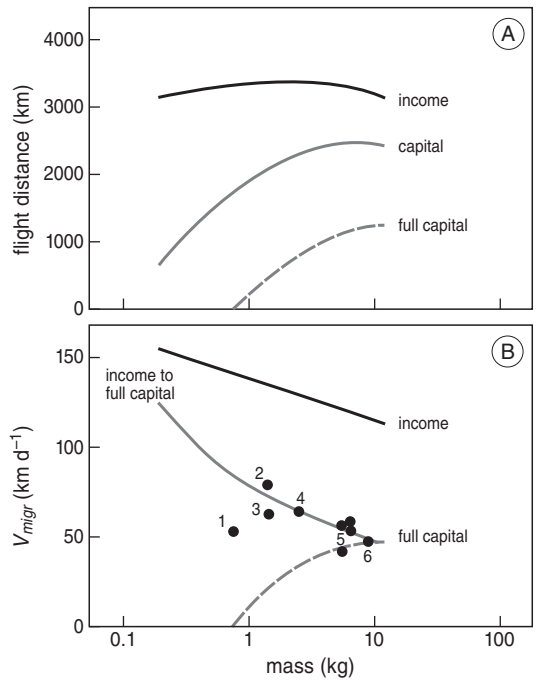 A
4000
3000
2000
1000
0
flight distance (km)
income
capital
full capital
B
150
100
50
0
V_migr (km d⁻¹)
income to
full capital
income
full capital
1
2
3
4
5
6
0.1
1
10
100
mass (kg)